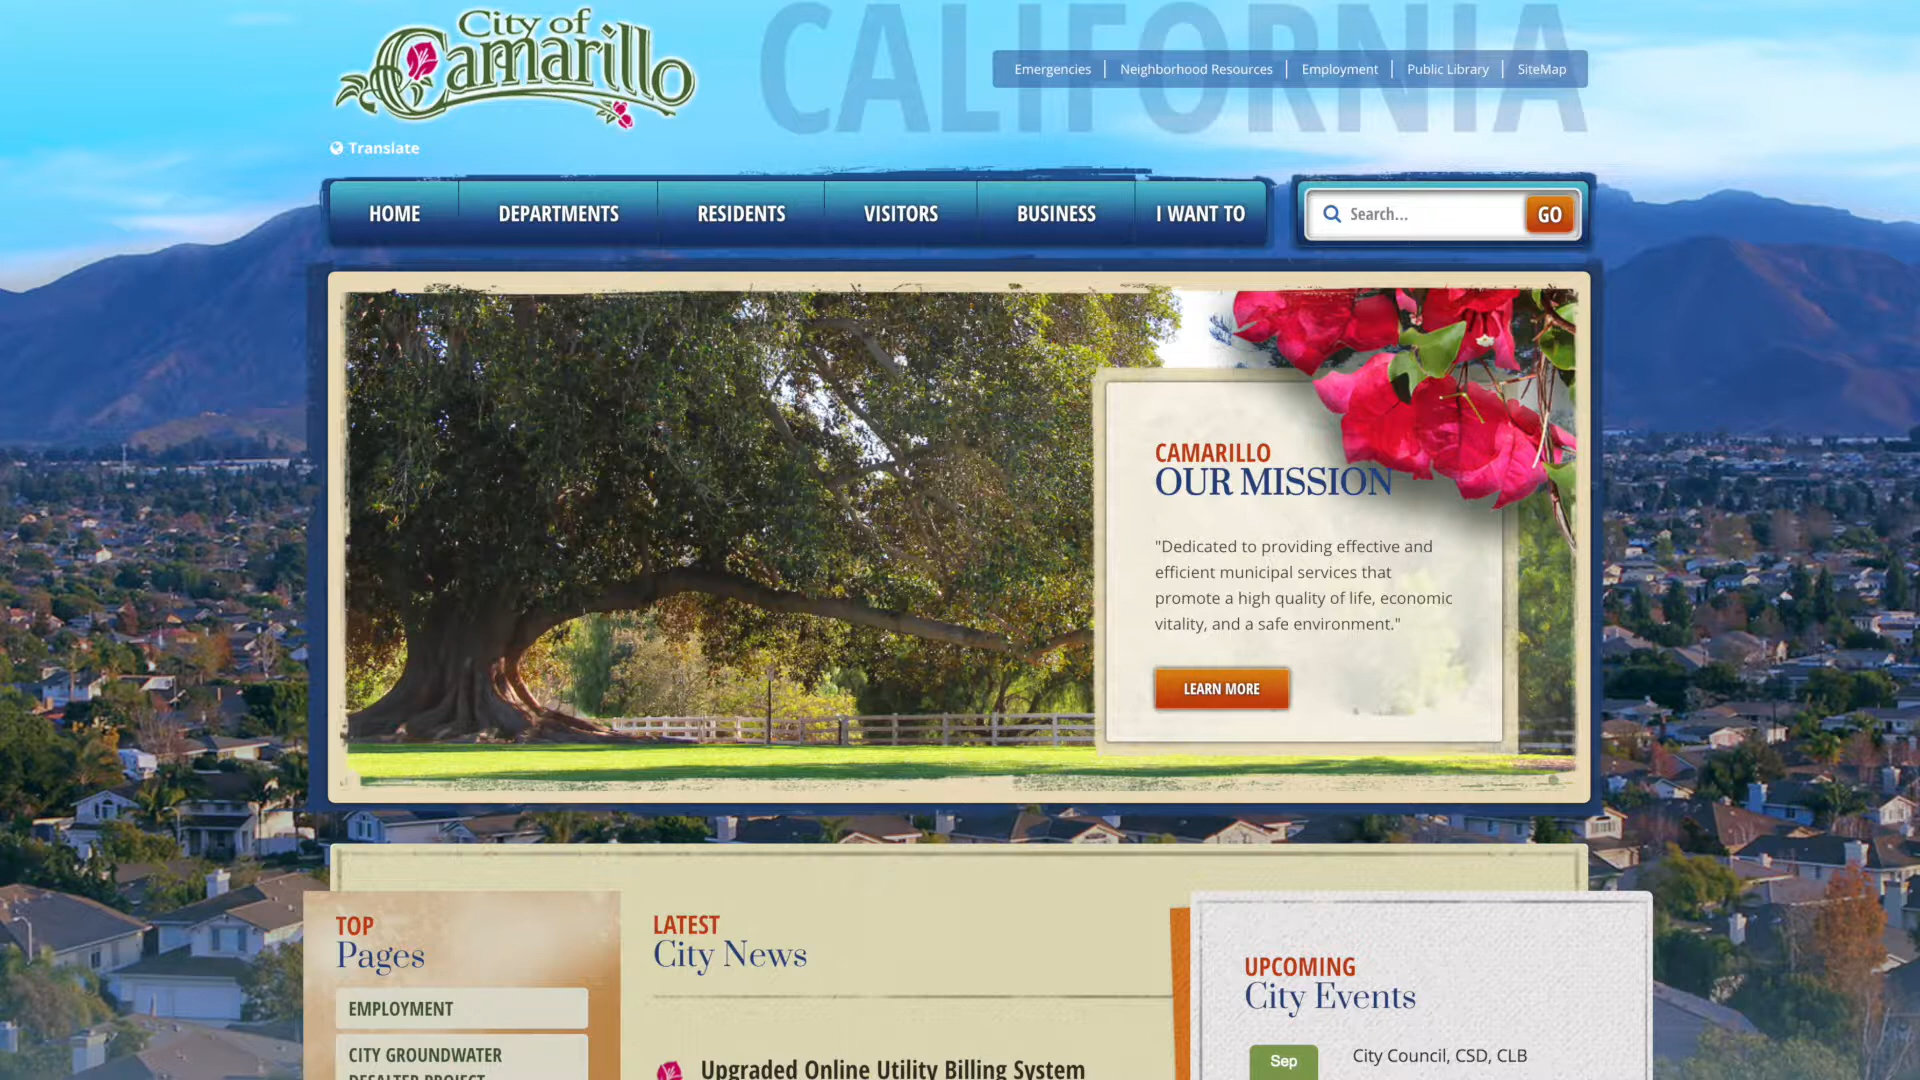 City of
Camarillo
CALIFORNIA
Emergencies
Neighborhood Resources
Employment
Public Library
SiteMap
Translate
HOME
DEPARTMENTS
RESIDENTS
VISITORS
BUSINESS
I WANT TO
Search...
GO
CAMARILLO
OUR MISSION
"Dedicated to providing effective and
efficient municipal services that
promote a high quality of life, economic
vitality, and a safe environment."
LEARN MORE
TOP
Pages
EMPLOYMENT
CITY GROUNDWATER
DESALTER PROJECT
LATEST
City News
Upgraded Online Utility Billing System
UPCOMING
City Events
Sep
City Council, CSD, CLB